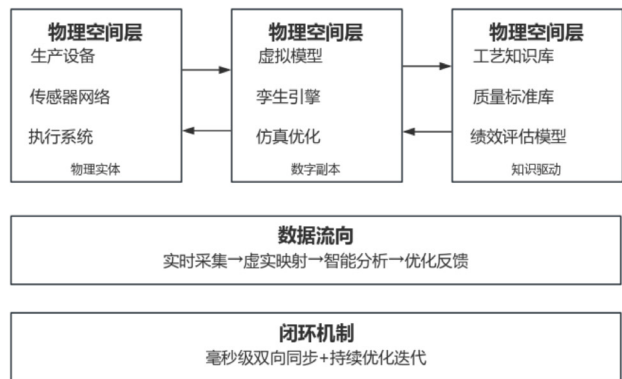 物理空间层
生产设备
传感器网络
执行系统
物理实体
物理空间层
虚拟模型
孪生引擎
仿真优化
数字副本
物理空间层
工艺知识库
质量标准库
绩效评估模型
知识驱动
数据流向
实时采集→虚实映射→智能分析→优化反馈
闭环机制
毫秒级双向同步+持续优化迭代